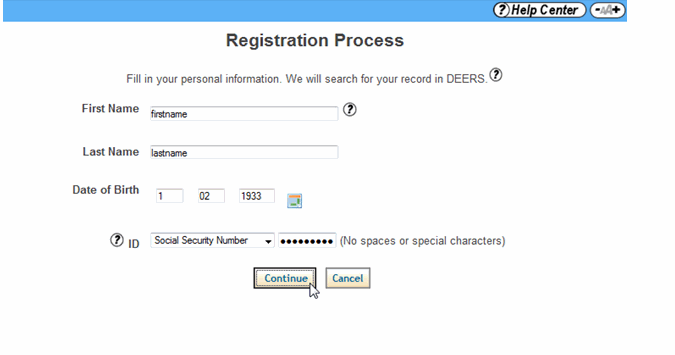 ? Help Center -AA+
Registration Process
Fill in your personal information. We will search for your record in DEERS. ?
First Name firstname ?
Last Name lastname
Date of Birth 1 02 1933
? ID Social Security Number ●●●●●●●●● (No spaces or special characters)
Continue Cancel